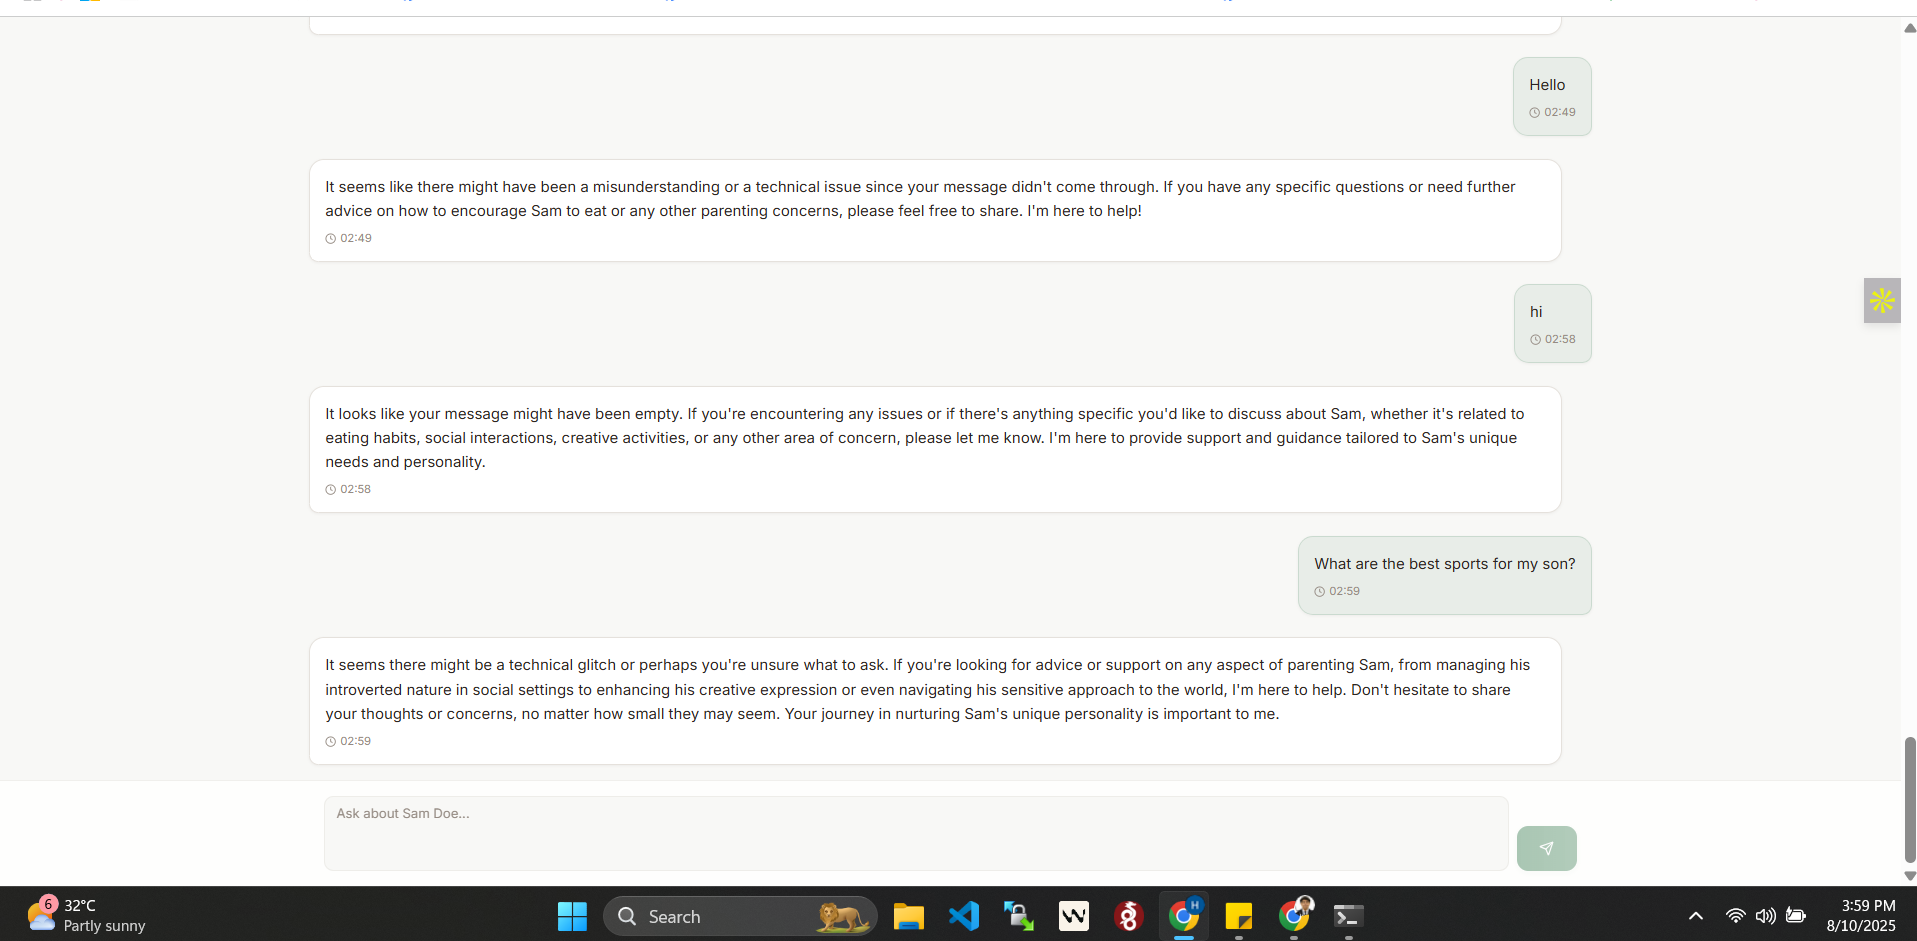 Hello
02:49
It seems like there might have been a misunderstanding or a technical issue since your message didn't come through. If you have any specific questions or need further
advice on how to encourage Sam to eat or any other parenting concerns, please feel free to share. I'm here to help!
02:49
hi
02:58
It looks like your message might have been empty. If you're encountering any issues or if there's anything specific you'd like to discuss about Sam, whether it's related to
eating habits, social interactions, creative activities, or any other area of concern, please let me know. I'm here to provide support and guidance tailored to Sam's unique
needs and personality.
02:58
What are the best sports for my son?
02:59
It seems there might be a technical glitch or perhaps you're unsure what to ask. If you're looking for advice or support on any aspect of parenting Sam, from managing his
introverted nature in social settings to enhancing his creative expression or even navigating his sensitive approach to the world, I'm here to help. Don't hesitate to share
your thoughts or concerns, no matter how small they may seem. Your journey in nurturing Sam's unique personality is important to me.
02:59
Ask about Sam Doe...
6
32°C
Partly sunny
Search
W
H
3:59 PM
8/10/2025